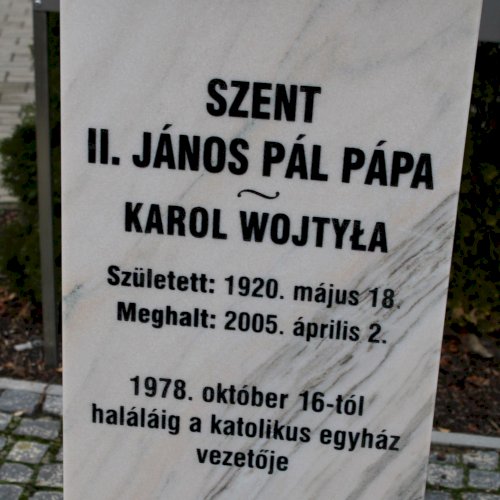 SZENT
II. JÁNOS PÁL PÁPA
~
KAROL WOJTYŁA
Született: 1920. május 18.
Meghalt: 2005. április 2.
1978. október 16-tól
haláláig a katolikus egyház
vezetője